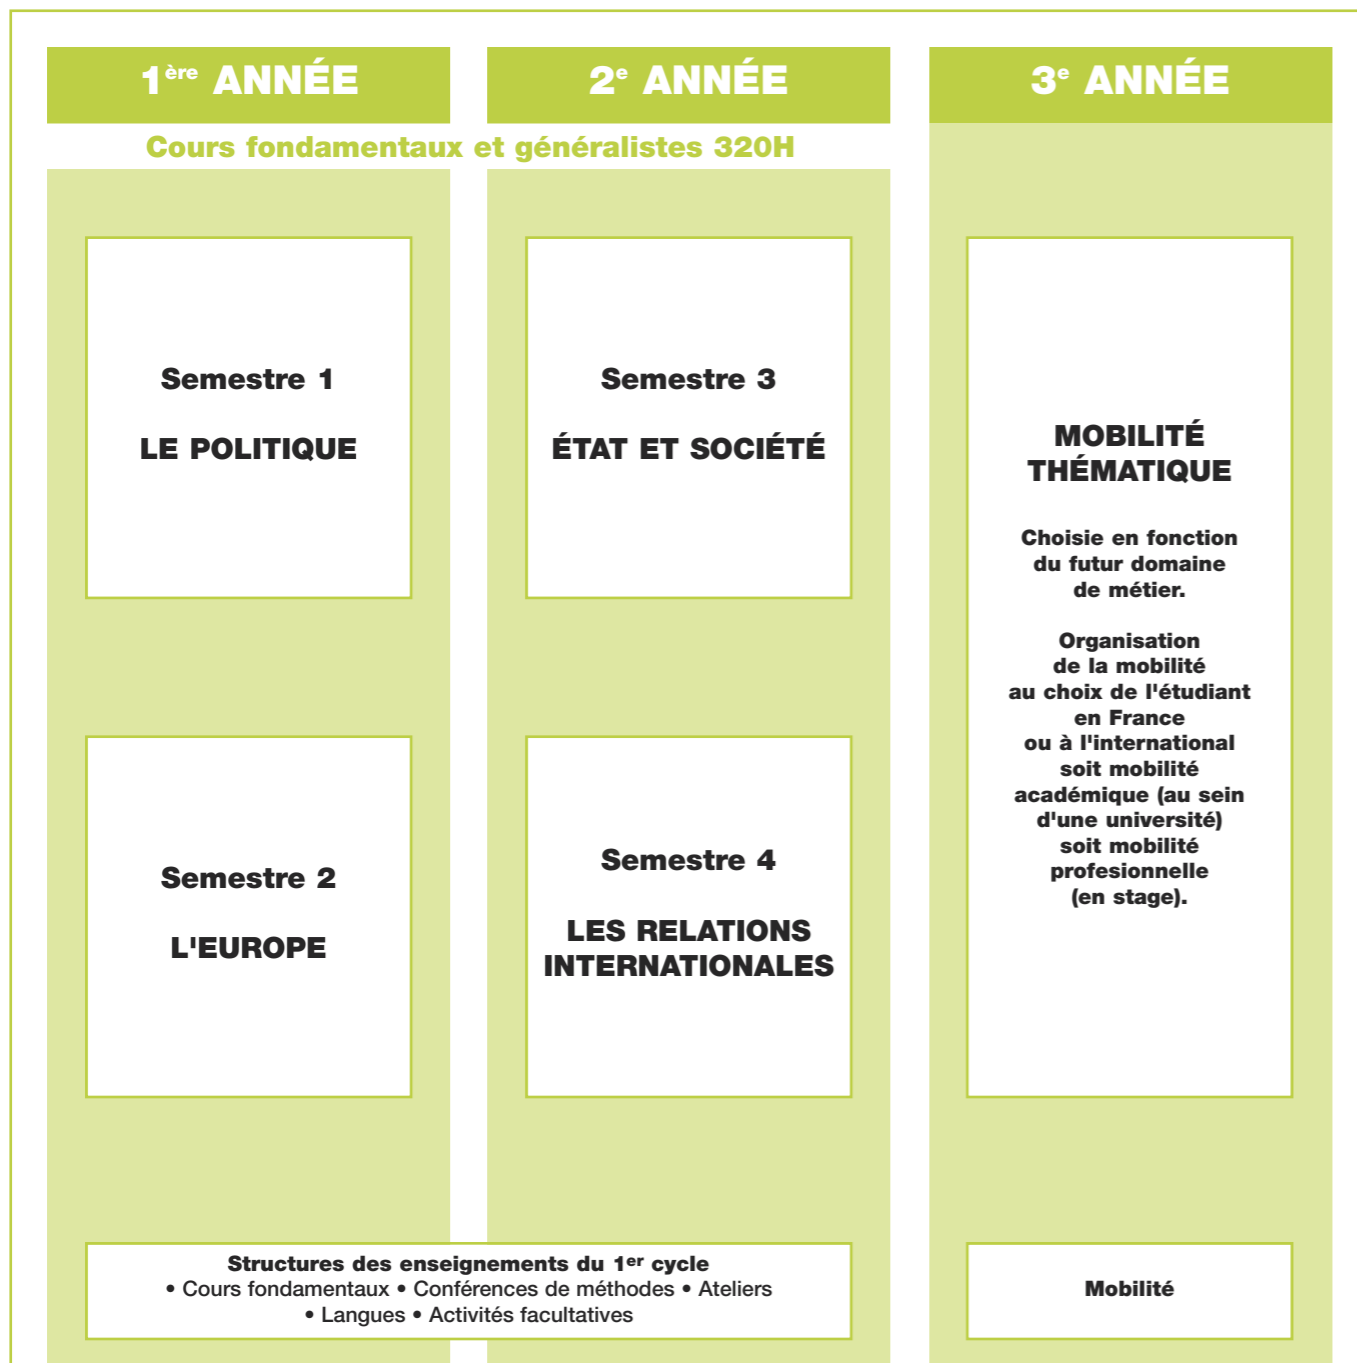 1ère ANNÉE
2e ANNÉE
3e ANNÉE
Cours fondamentaux et généralistes 320H
Semestre 1
LE POLITIQUE
Semestre 2
L'EUROPE
Semestre 3
ÉTAT ET SOCIÉTÉ
Semestre 4
LES RELATIONS
INTERNATIONALES
MOBILITÉ
THÉMATIQUE
Choisie en fonction
du futur domaine
de métier.
Organisation
de la mobilité
au choix de l'étudiant
en France
ou à l'international
soit mobilité
académique (au sein
d'une université)
soit mobilité
profesionnelle
(en stage).
Structures des enseignements du 1er cycle
• Cours fondamentaux • Conférences de méthodes • Ateliers
• Langues • Activités facultatives
Mobilité